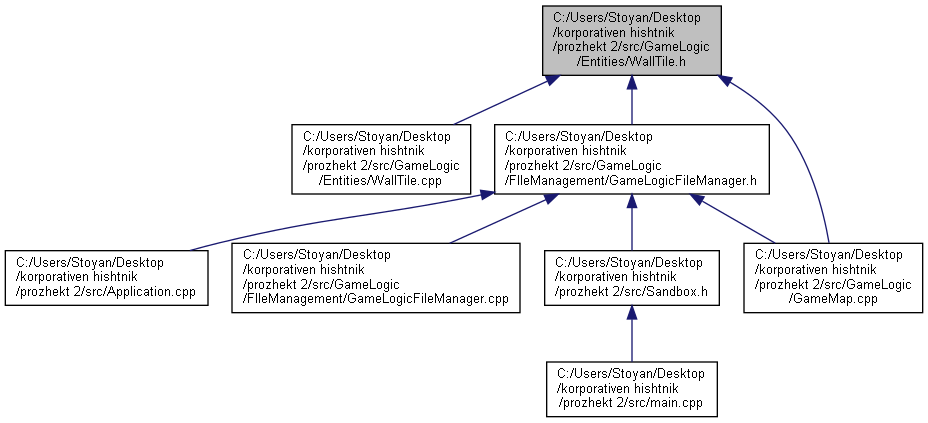 C:/Users/Stoyan/Desktop
/korporativen hishtnik
/prozhekt 2/src/GameLogic
/Entities/WallTile.h
C:/Users/Stoyan/Desktop
/korporativen hishtnik
/prozhekt 2/src/GameLogic
/Entities/WallTile.cpp
C:/Users/Stoyan/Desktop
/korporativen hishtnik
/prozhekt 2/src/GameLogic
/FIleManagement/GameLogicFileManager.h
C:/Users/Stoyan/Desktop
/korporativen hishtnik
/prozhekt 2/src/Application.cpp
C:/Users/Stoyan/Desktop
/korporativen hishtnik
/prozhekt 2/src/GameLogic
/FIleManagement/GameLogicFileManager.cpp
C:/Users/Stoyan/Desktop
/korporativen hishtnik
/prozhekt 2/src/Sandbox.h
C:/Users/Stoyan/Desktop
/korporativen hishtnik
/prozhekt 2/src/GameLogic
/GameMap.cpp
C:/Users/Stoyan/Desktop
/korporativen hishtnik
/prozhekt 2/src/main.cpp